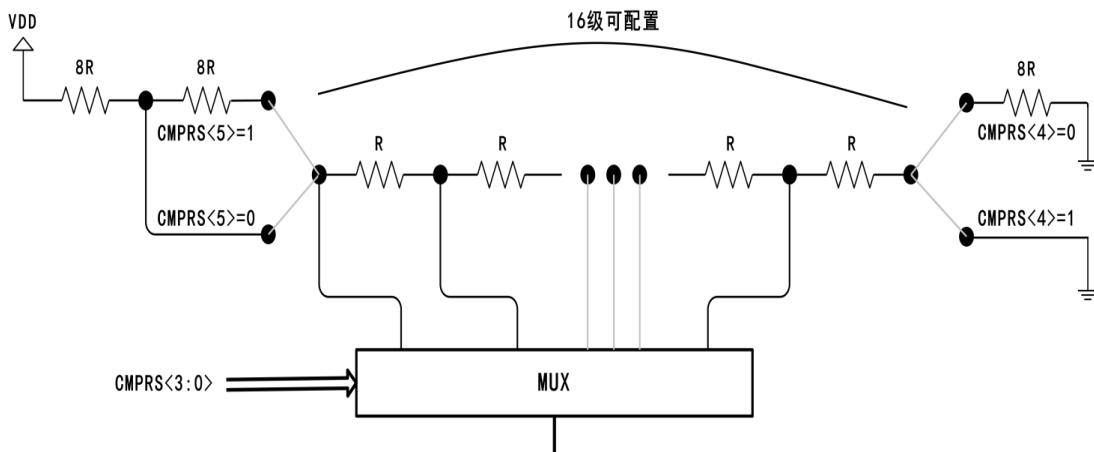 16级可配置
VDD
8R
8R
8R
CMPRS<5>=1
CMPRS<4>=0
R
R
R
R
CMPRS<5>=0
CMPRS<4>=1
CMPRS<3:0>
MUX